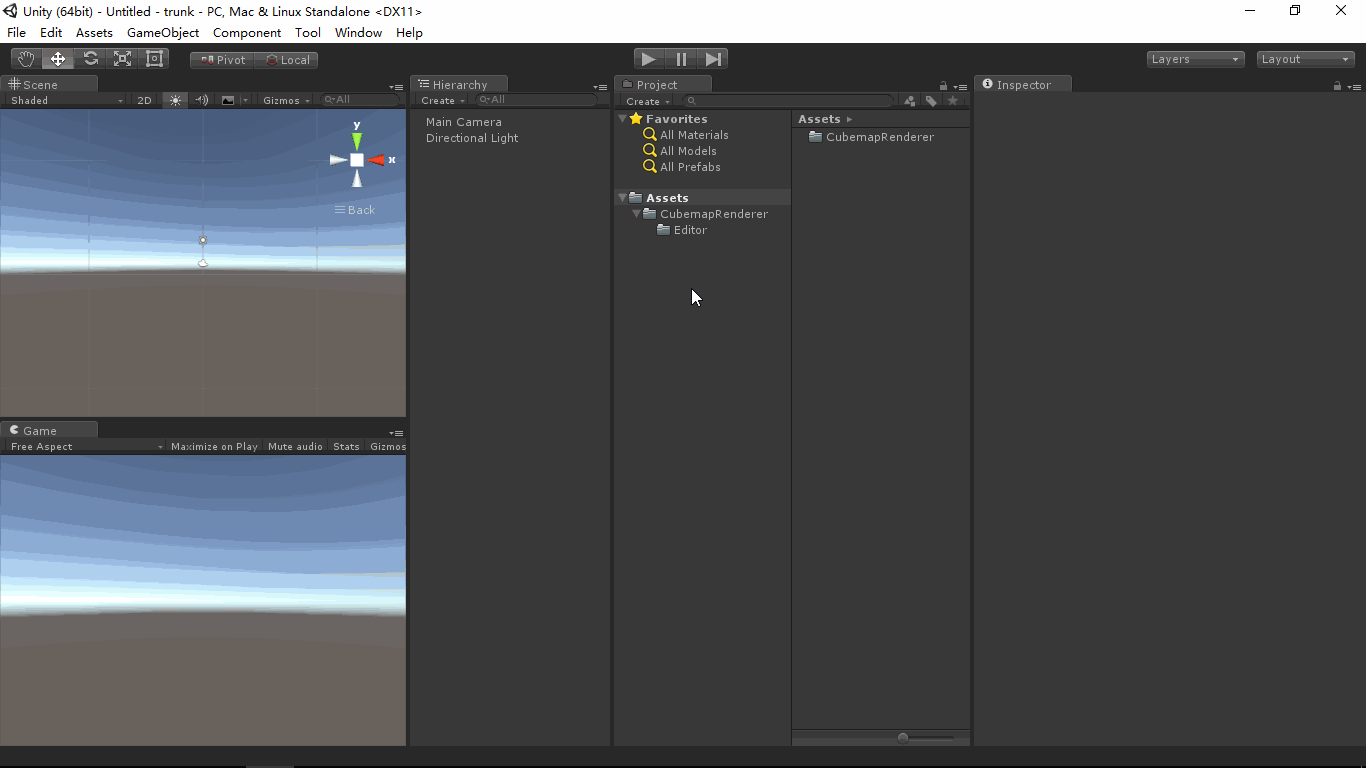 Unity (64bit) - Untitled - trunk - PC, Mac & Linux Standalone <DX11>
File Edit Assets GameObject Component Tool Window Help
Pivot Local Layers Layout
Scene
Shaded 2D Gizmos All
y
x
Back
Game
Free Aspect Maximize on Play Mute audio Stats Gizmos
Hierarchy
Create All
Main Camera
Directional Light
Project
Create
Favorites
All Materials
All Models
All Prefabs
Assets
CubemapRenderer
Editor
Assets
CubemapRenderer
Inspector